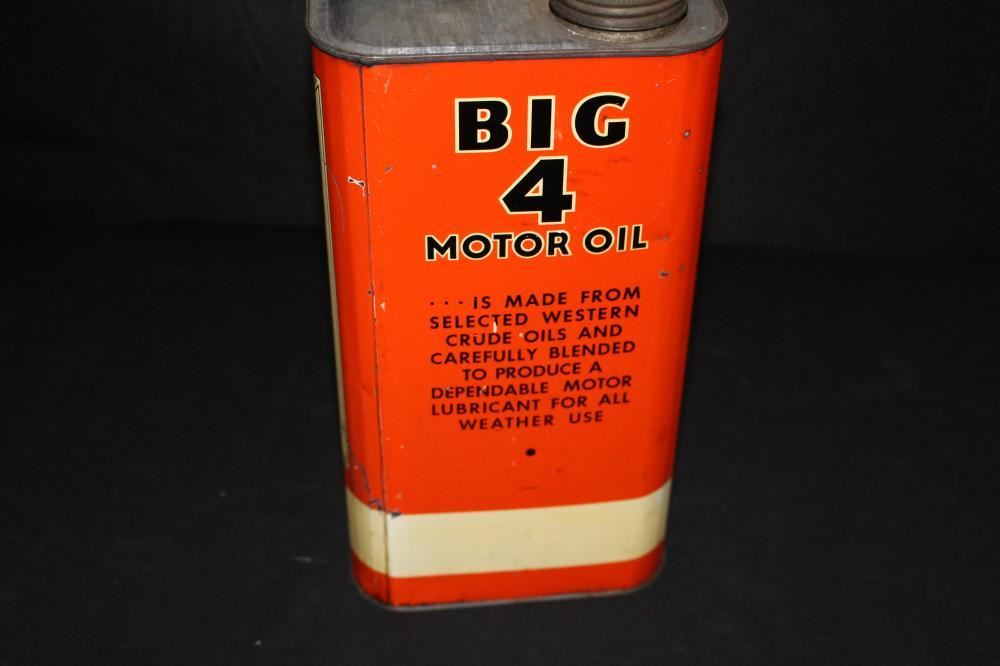 BIG
4
MOTOR OIL
... IS MADE FROM
SELECTED WESTERN
CRUDE OILS AND
CAREFULLY BLENDED
TO PRODUCE A
DEPENDABLE MOTOR
LUBRICANT FOR ALL
WEATHER USE